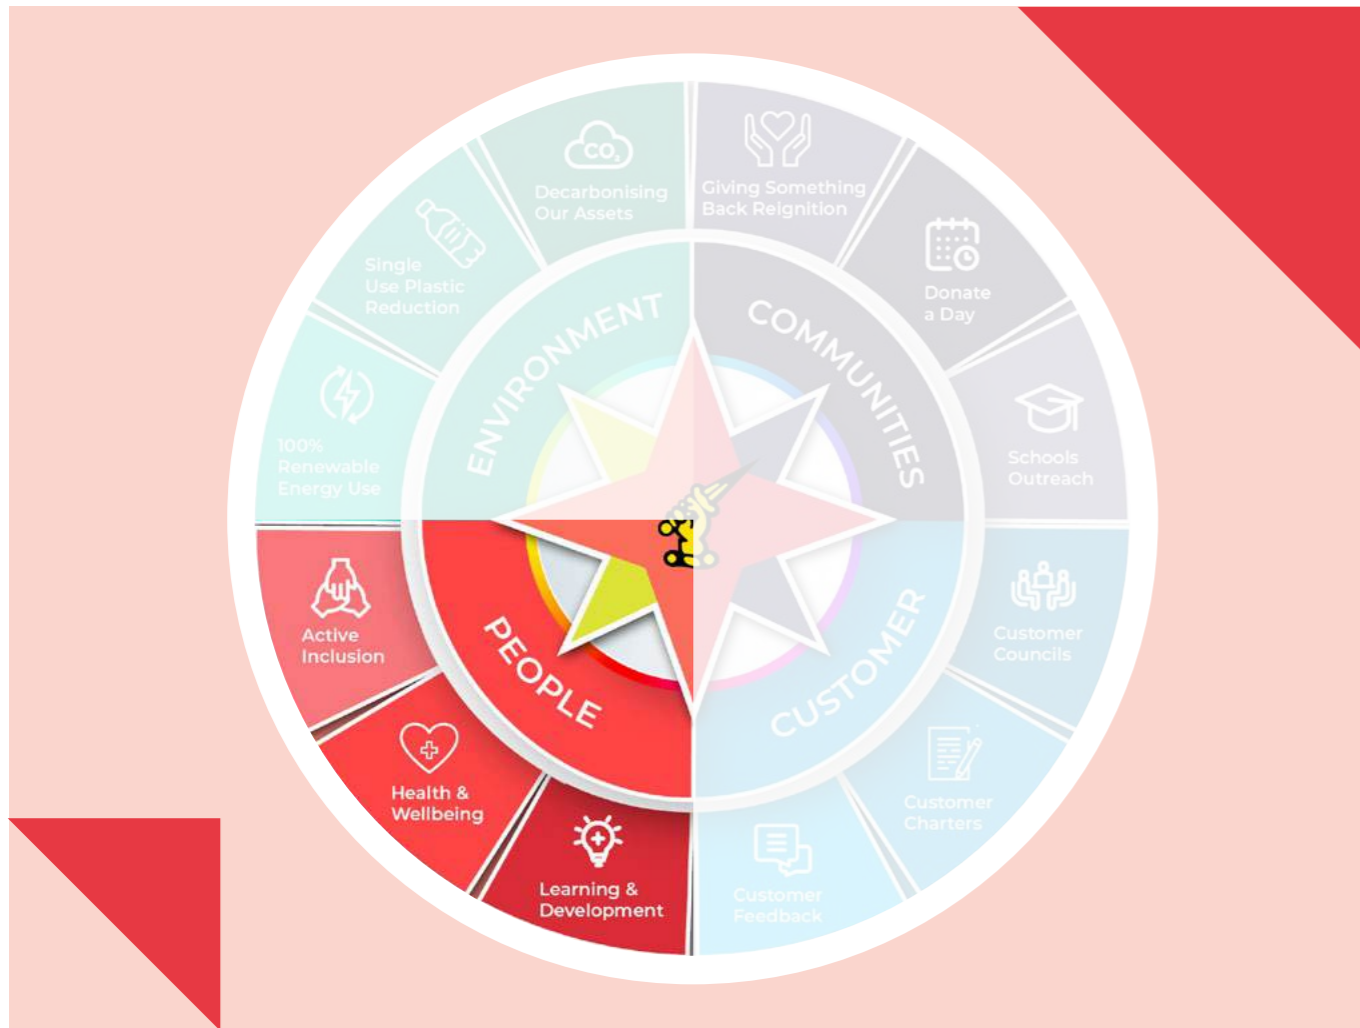 CO₂
Decarbonising
Our Assets
Giving Something
Back Reignition
Single
Use Plastic
Reduction
Donate
a Day
100%
Renewable
Energy Use
Schools
Outreach
ENVIRONMENT
COMMUNITIES
Active
Inclusion
Customer
Councils
PEOPLE
CUSTOMER
Health &
Wellbeing
Customer
Charters
Learning &
Development
Customer
Feedback